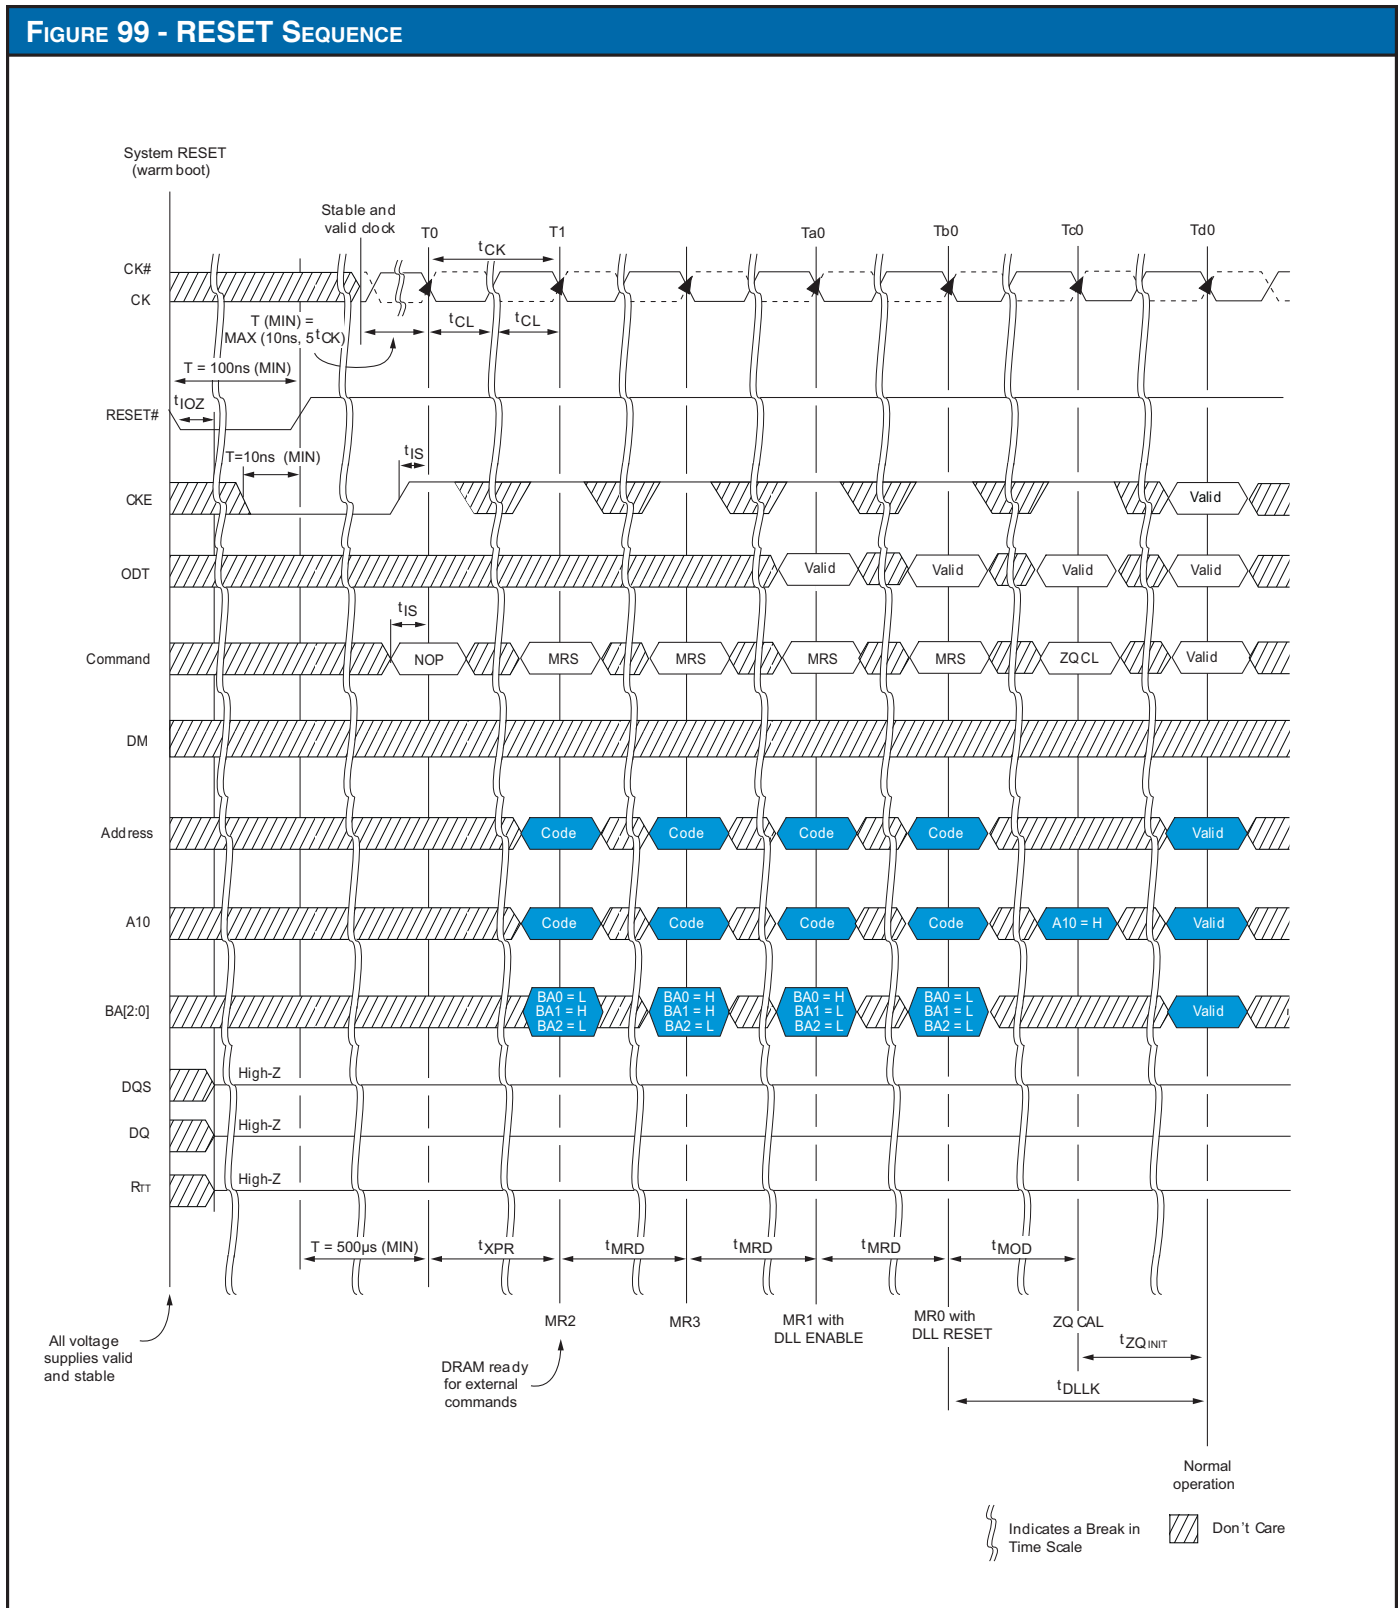 FIGURE 99 - RESET SEQUENCE
System RESET
(warm boot)
Stable and
valid clock
T0
T1
Ta0
Tb0
Tc0
Td0
tCK
CK#
CK
T (MIN) =
MAX (10ns, 5tCK)
tCL
tCL
T = 100ns (MIN)
tIOZ
RESET#
T=10ns (MIN)
tIS
CKE
Valid
ODT
Valid
Valid
Valid
Valid
tIS
Command
NOP
MRS
MRS
MRS
MRS
ZQCL
Valid
DM
Address
Code
Code
Code
Code
Valid
A10
Code
Code
Code
Code
A10 = H
Valid
BA[2:0]
BA0 = L
BA1 = H
BA2 = L
BA0 = H
BA1 = H
BA2 = L
BA0 = H
BA1 = L
BA2 = L
BA0 = L
BA1 = L
BA2 = L
Valid
DQS
High-Z
DQ
High-Z
RTT
High-Z
T = 500µs (MIN)
tXPR
tMRD
tMRD
tMRD
tMOD
MR2
MR3
MR1 with
DLL ENABLE
MR0 with
DLL RESET
ZQ CAL
tZQINIT
All voltage
supplies valid
and stable
DRAM ready
for external
commands
tDLLK
Normal
operation
Indicates a Break in
Time Scale
Don't Care